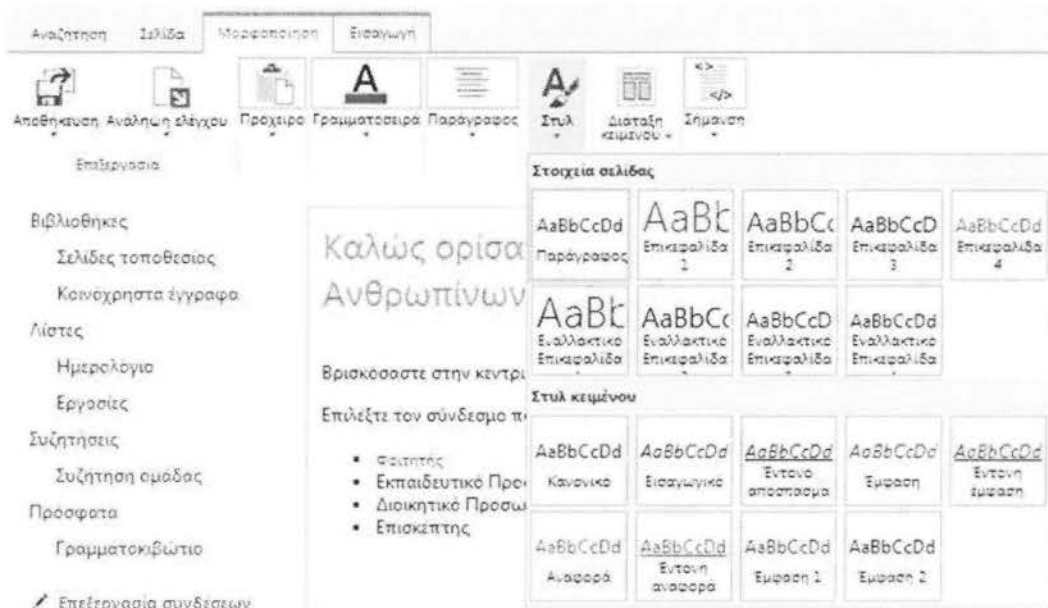 Αναζήτηση Σελίδα Μορφοποίηση Εισαγωγή
Αποθήκευση Ανάληψη ελέγχου Πρόχειρο Γραμματοσειρά Παράγραφος Στυλ Διάταξη κειμένου Σήμανση
Επεξεργασία
Στοιχεία σελίδας
AaBbCcDd AaBb AaBbCc AaBbCcD AaBbCcDd
Παράγραφος Επικεφαλίδα 1 Επικεφαλίδα 2 Επικεφαλίδα 3 Επικεφαλίδα 4
AaBb AaBbCc AaBbCcD AaBbCcDd
Εναλλακτικό Επικεφαλίδα Εναλλακτικό Επικεφαλίδα Εναλλακτικό Επικεφαλίδα Εναλλακτικό Επικεφαλίδα
Στυλ κειμένου
AaBbCcDd AaBbCcDd AaBbCcDd AaBbCcDd AaBbCcDd
Κανονικό Εισαγωγικό Έντονο απόσπασμα Έμφαση Έντονη έμφαση
AaBbCcDd AaBbCcDd AaBbCcDd AaBbCcDd
Αναφορά Έντονη αναφορά Έμφαση 1 Έμφαση 2
Βιβλιοθήκες
Σελίδες τοποθεσίας
Κοινόχρηστα έγγραφα
Λίστες
Ημερολόγιο
Εργασίες
Συζητήσεις
Συζήτηση ομάδας
Πρόσφατα
Γραμματοκιβώτιο
Επεξεργασία συνδέσεων
Καλώς ορίσα
Ανθρωπίνων
Βρισκόσαστε στην κεντρι
Επιλέξτε τον σύνδεσμο π
Φοιτητής
Εκπαιδευτικό Προ
Διοικητικό Προσω
Επισκέπτης